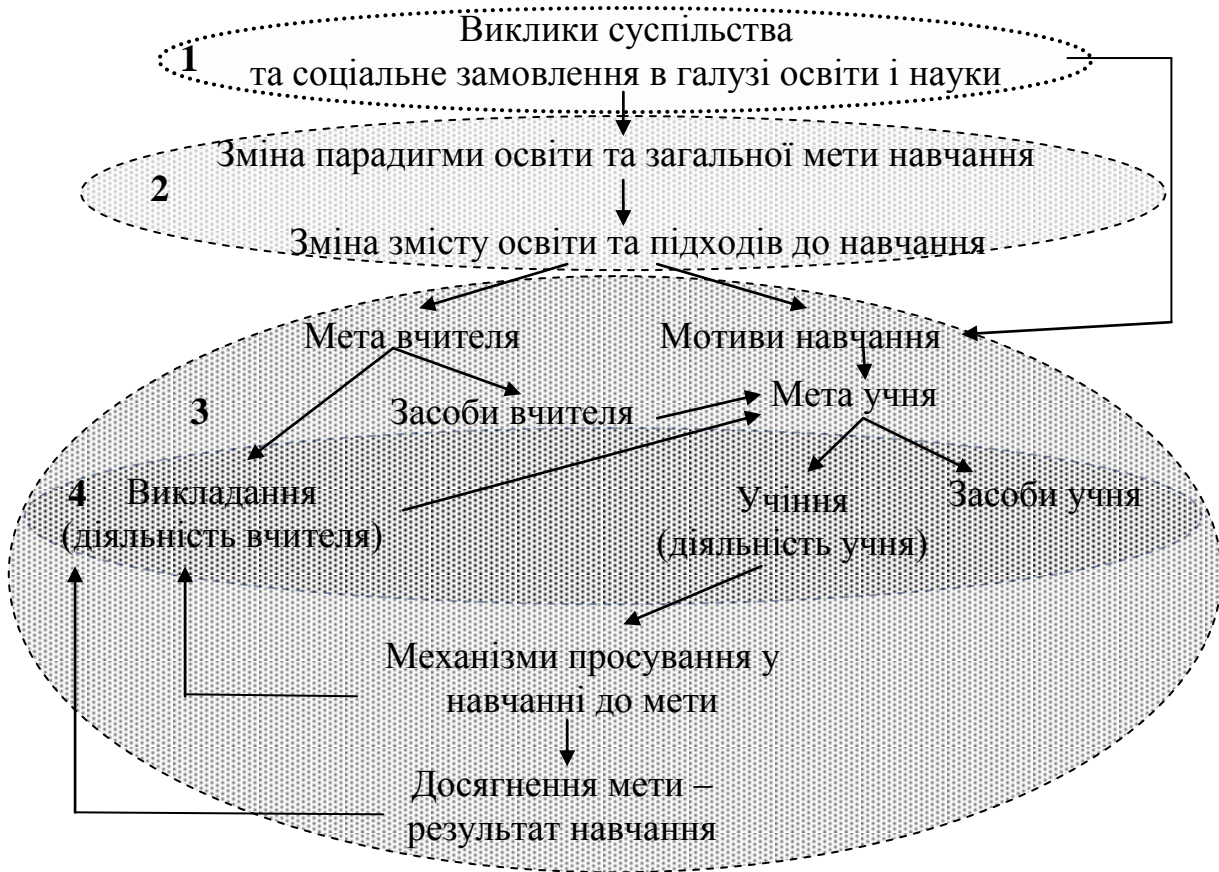 Виклики суспільства
1
та соціальне замовлення в галузі освіти і науки
Зміна парадигми освіти та загальної мети навчання
2
Зміна змісту освіти та підходів до навчання
Мета вчителя
Мотиви навчання
Мета учня
3
Засоби вчителя
4
Викладання
(діяльність вчителя)
Учіння
(діяльність учня)
Засоби учня
Механізми просування у
навчанні до мети
Досягнення мети –
результат навчання